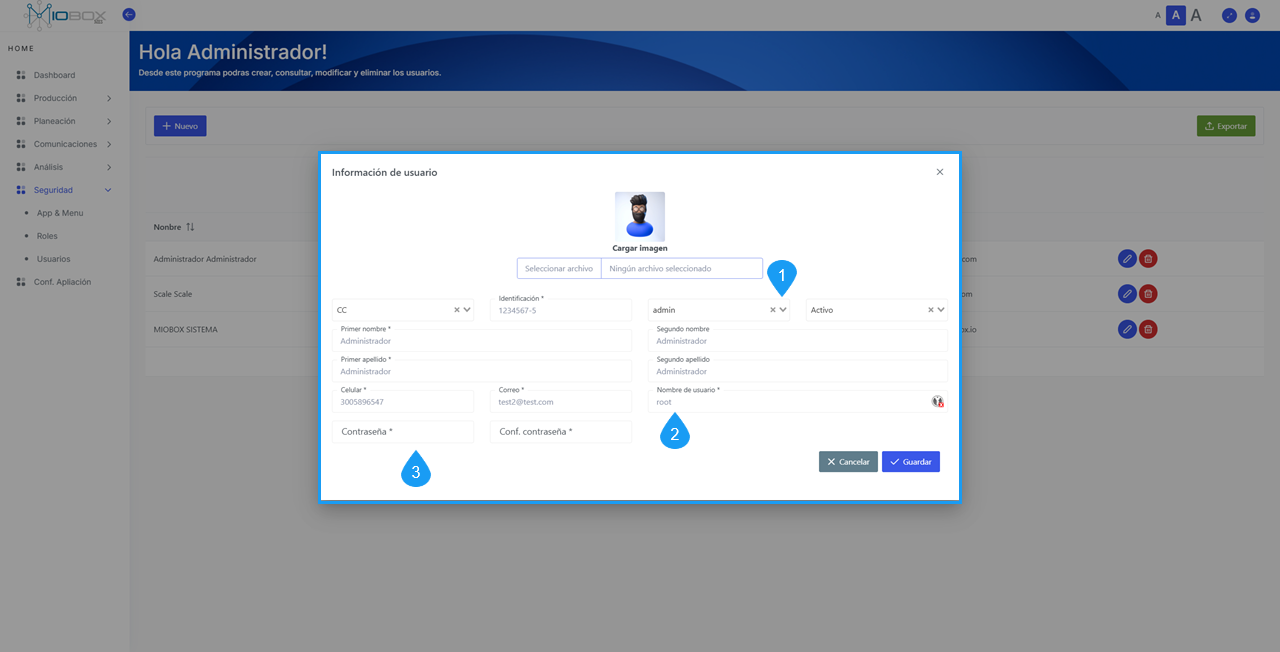 MIOBOX
A A A
HOME
Hola Administrador!
Desde este programa podras crear, consultar, modificar y eliminar los usuarios.
Dashboard
Producción
Planeación
Comunicaciones
Análisis
Seguridad
App & Menu
Roles
Usuarios
Conf. Apliación
Nuevo
Exportar
Nonbre
Administrador Administrador
com
Scale Scale
om
MIOBOX SISTEMA
ox.io
Información de usuario
Cargar imagen
Seleccionar archivo Ningún archivo seleccionado
1
CC
Identificación *
1234567-5
admin
Activo
Primer nombre *
Administrador
Segundo nombre
Administrador
Primer apellido *
Administrador
Segundo apellido
Administrador
Celular *
3005896547
Correo *
test2@test.com
Nombre de usuario *
root
2
Contraseña *
Conf. contraseña *
3
Cancelar
Guardar